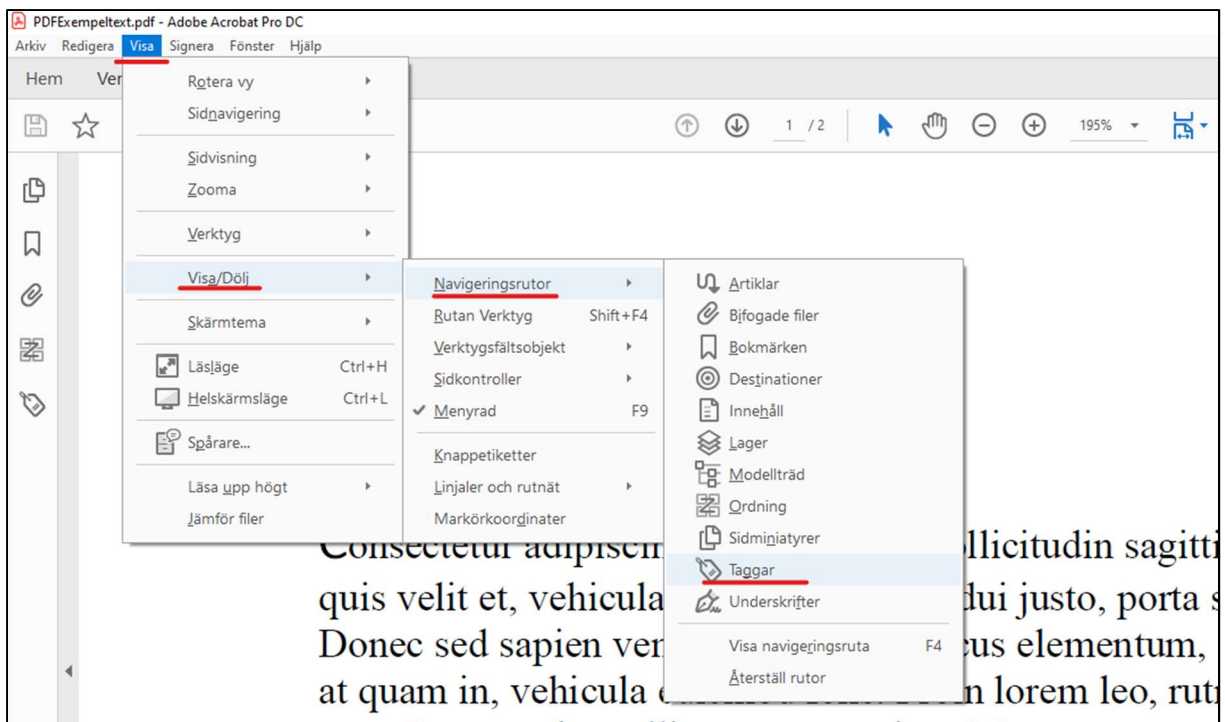 PDFExempeltext.pdf - Adobe Acrobat Pro DC
Arkiv Redigera Visa Signera Fönster Hjälp
Hem
Rotera vy
Sidnavigering
1 / 2 195%
Sidvisning
Zooma
Verktyg
Visa/Dölj
Skärmtema
Läsläge Ctrl+H
Helskärmsläge Ctrl+L
Spårare...
Läsa upp högt
Jämför filer
Navigeringsrutor
Rutan Verktyg Shift+F4
Verktygsfältsobjekt
Sidkontroller
Menyrad F9
Knappetiketter
Linjaler och rutnät
Markörkoordinater
Artiklar
Bifogade filer
Bokmärken
Destinationer
Innehåll
Lager
Modellträd
Ordning
Sidminiatyrer
Taggar
Underskrifter
Visa navigeringsruta F4
Återställ rutor
Consectetur adipiscin llicitudin sagitti
quis velit et, vehicula dui justo, porta s
Donec sed sapien ven cus elementum,
at quam in, vehicula n lorem leo, rut